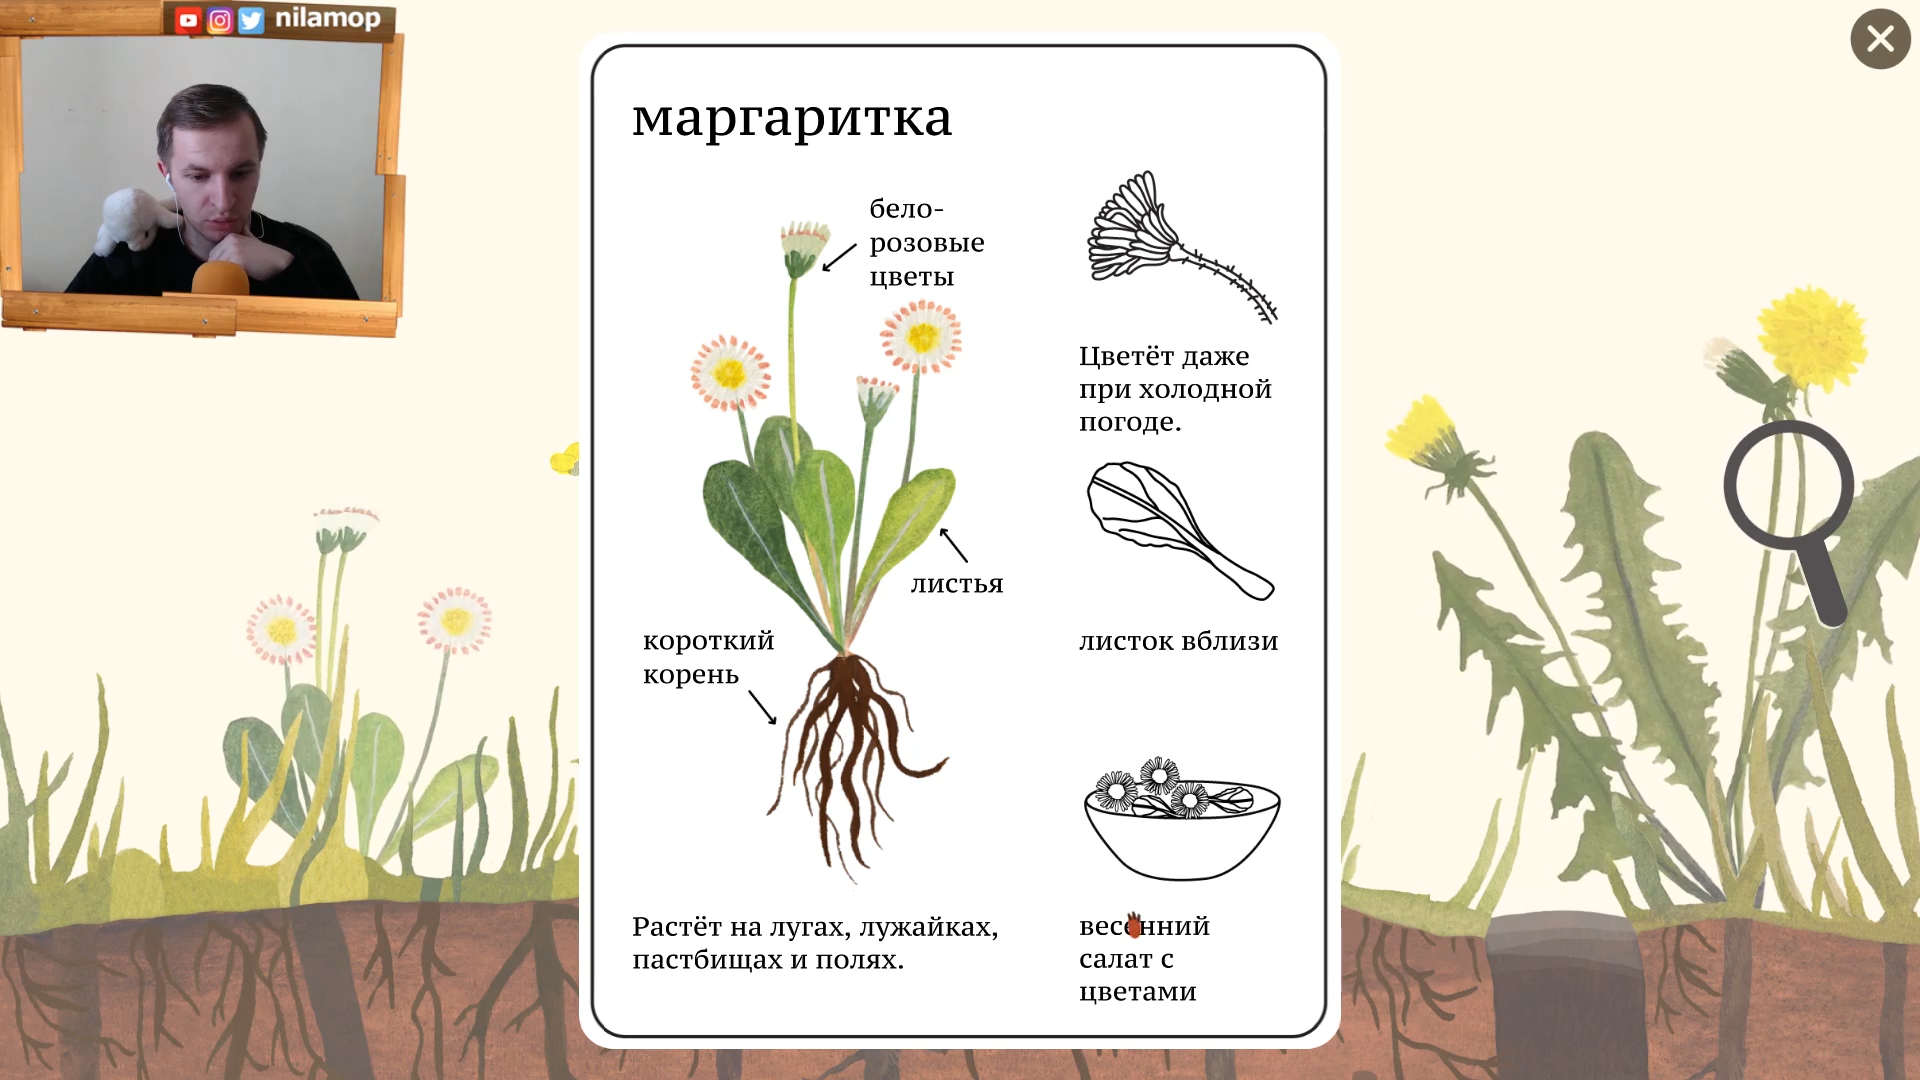 nilamop
маргаритка
бело-
розовые
цветы
Цветёт даже
при холодной
погоде.
листья
короткий
корень
листок вблизи
Растёт на лугах, лужайках,
пастбищах и полях.
весенний
салат с
цветами